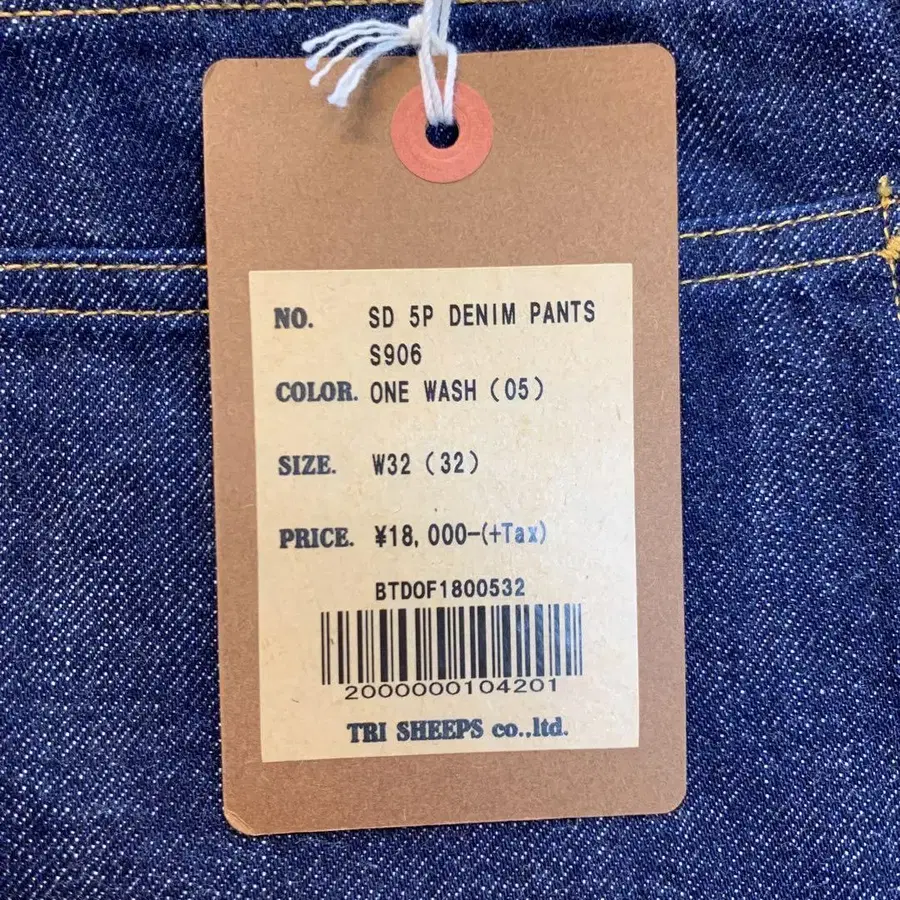 NO. SD 5P DENIM PANTS
S906
COLOR. ONE WASH (05)
SIZE. W32 (32)
PRICE. ¥18,000-(+Tax)
BTDOF1800532
2000000104201
TRI SHEEPS co.,ltd.